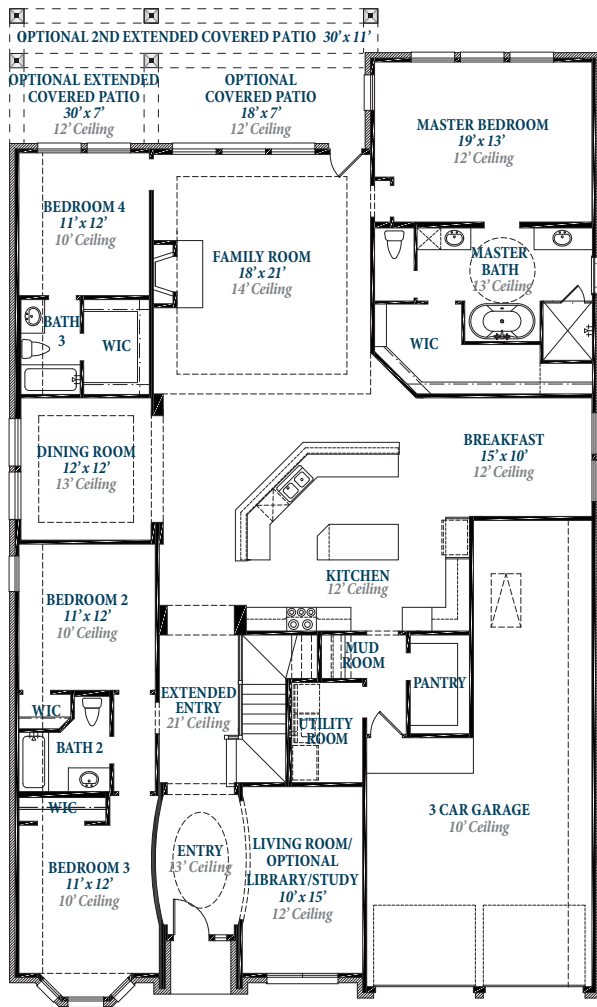 OPTIONAL 2ND EXTENDED COVERED PATIO 30' x 11'
OPTIONAL EXTENDED
COVERED PATIO
30' x 7'
12' Ceiling
OPTIONAL
COVERED PATIO
18' x 7'
12' Ceiling
MASTER BEDROOM
19' x 13'
12' Ceiling
BEDROOM 4
11' x 12'
10' Ceiling
FAMILY ROOM
18' x 21'
14' Ceiling
MASTER
BATH
13' Ceiling
BATH
3
WIC
WIC
DINING ROOM
12' x 12'
13' Ceiling
BREAKFAST
15' x 10'
12' Ceiling
KITCHEN
12' Ceiling
BEDROOM 2
11' x 12'
10' Ceiling
MUD
ROOM
PANTRY
EXTENDED
ENTRY
21' Ceiling
UTILITY
ROOM
WIC
BATH 2
WIC
BEDROOM 3
11' x 12'
10' Ceiling
ENTRY
13' Ceiling
LIVING ROOM/
OPTIONAL
LIBRARY/STUDY
10' x 15'
12' Ceiling
3 CAR GARAGE
10' Ceiling